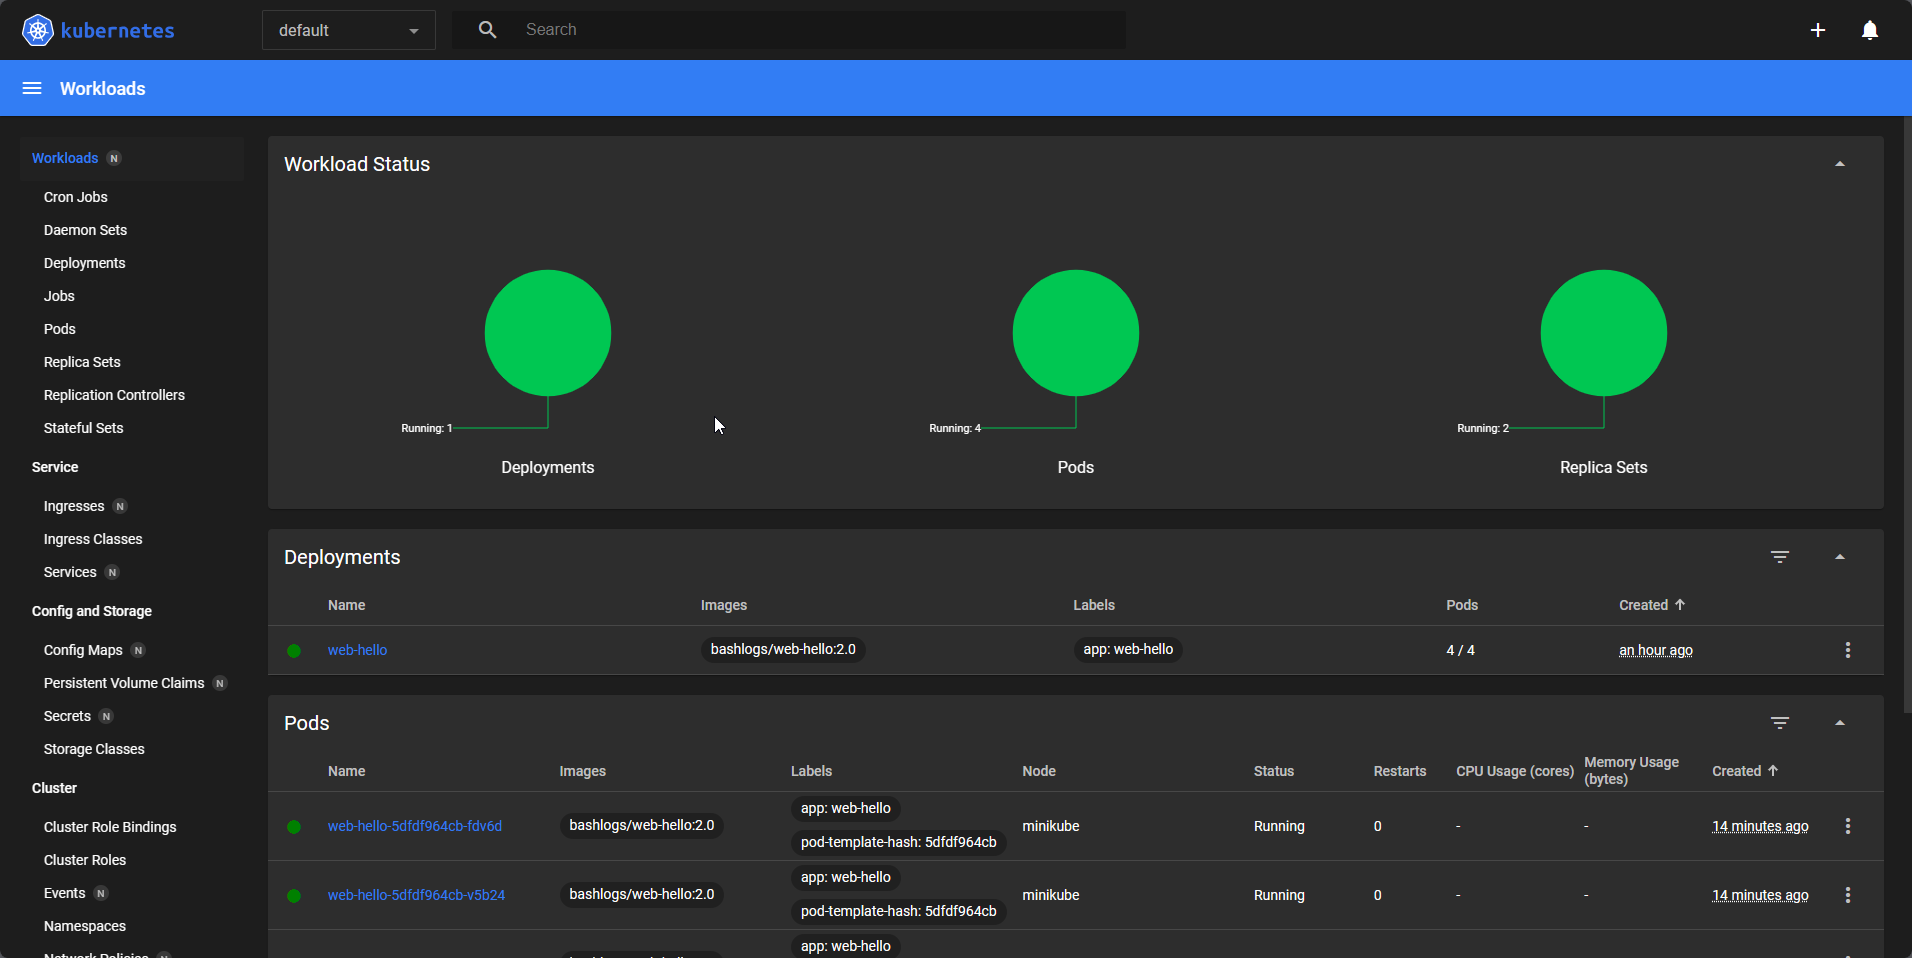 kubernetes
default
Search
Workloads
Workloads N
Cron Jobs
Daemon Sets
Deployments
Jobs
Pods
Replica Sets
Replication Controllers
Stateful Sets
Service
Ingresses N
Ingress Classes
Services N
Config and Storage
Config Maps N
Persistent Volume Claims N
Secrets N
Storage Classes
Cluster
Cluster Role Bindings
Cluster Roles
Events N
Namespaces
Network Policies N
Workload Status
Running: 1
Deployments
Running: 4
Pods
Running: 2
Replica Sets
Deployments
Name Images Labels Pods Created
web-hello bashlogs/web-hello:2.0 app: web-hello 4 / 4 an hour ago
Pods
Name Images Labels Node Status Restarts CPU Usage (cores) Memory Usage (bytes) Created
web-hello-5dfdf964cb-fdv6d bashlogs/web-hello:2.0 app: web-hello minikube Running 0 - - 14 minutes ago
pod-template-hash: 5dfdf964cb
web-hello-5dfdf964cb-v5b24 bashlogs/web-hello:2.0 app: web-hello minikube Running 0 - - 14 minutes ago
pod-template-hash: 5dfdf964cb
app: web-hello